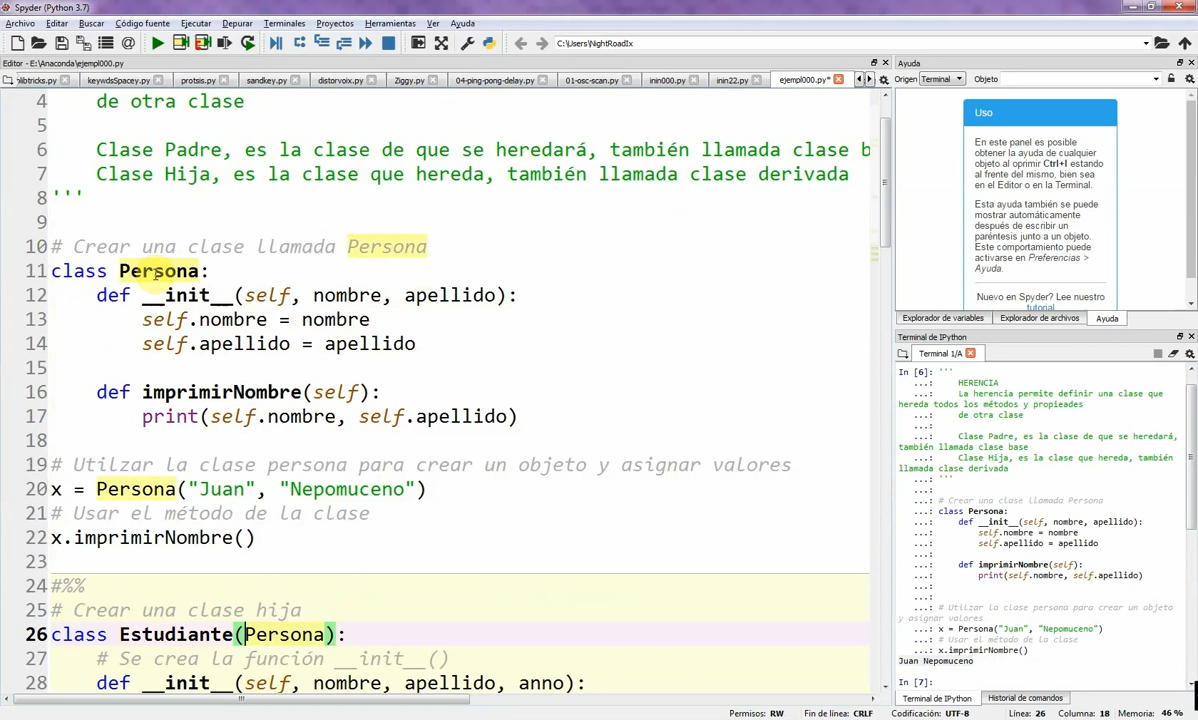 Spyder (Python 3.7)
Archivo Editar Buscar Código fuente Ejecutar Depurar Terminales Proyectos Herramientas Ver Ayuda
C:\Users\NightRoadIx
Editor - E:\Anaconda\ejempl000.py
Ayuda
hibtricks.py keywdsSpacey.py protsis.py sandkey.py distorvoix.py Ziggy.py 04-ping-pong-delay.py 01-osc-scan.py inin000.py inin22.py ejempl000.py*
Origen Terminal Objeto
4 de otra clase
5
6 Clase Padre, es la clase de que se heredará, también llamada clase b
7 Clase Hija, es la clase que hereda, también llamada clase derivada
8 '''
9
10 # Crear una clase llamada Persona
11 class Persona:
12 def __init__(self, nombre, apellido):
13 self.nombre = nombre
14 self.apellido = apellido
15
16 def imprimirNombre(self):
17 print(self.nombre, self.apellido)
18
19 # Utilzar la clase persona para crear un objeto y asignar valores
20 x = Persona("Juan", "Nepomuceno")
21 # Usar el método de la clase
22 x.imprimirNombre()
23
24 #%%
25 # Crear una clase hija
26 class Estudiante(Persona):
27 # Se crea la función __init__()
28 def __init__(self, nombre, apellido, anno):
Uso
En este panel es posible
obtener la ayuda de cualquier
objeto al oprimir Ctrl+I estando
al frente del mismo, bien sea
en el Editor o en la Terminal.
Esta ayuda también se puede
mostrar automáticamente
después de escribir un
paréntesis junto a un objeto.
Este comportamiento puede
activarse en Preferencias >
Ayuda.
Nuevo en Spyder? Lee nuestro
tutorial
Explorador de variables Explorador de archivos Ayuda
Terminal de IPython
Terminal 1/A
In [6]: '''
...: HERENCIA
...: La herencia permite definir una clase que
hereda todos los métodos y propieades
...: de otra clase
...:
...: Clase Padre, es la clase de que se heredará,
también llamada clase base
...: Clase Hija, es la clase que hereda, también
llamada clase derivada
...: '''
...:
...: # Crear una clase llamada Persona
...: class Persona:
...: def __init__(self, nombre, apellido):
...: self.nombre = nombre
...: self.apellido = apellido
...:
...: def imprimirNombre(self):
...: print(self.nombre, self.apellido)
...:
...:
...: # Utilzar la clase persona para crear un objeto
y asignar valores
...: x = Persona("Juan", "Nepomuceno")
...: # Usar el método de la clase
...: x.imprimirNombre()
Juan Nepomuceno
In [7]:
Terminal de IPython Historial de comandos
Permisos: RW Fin de línea: CRLF Codificación: UTF-8 Línea: 26 Columna: 18 Memoria: 46 %